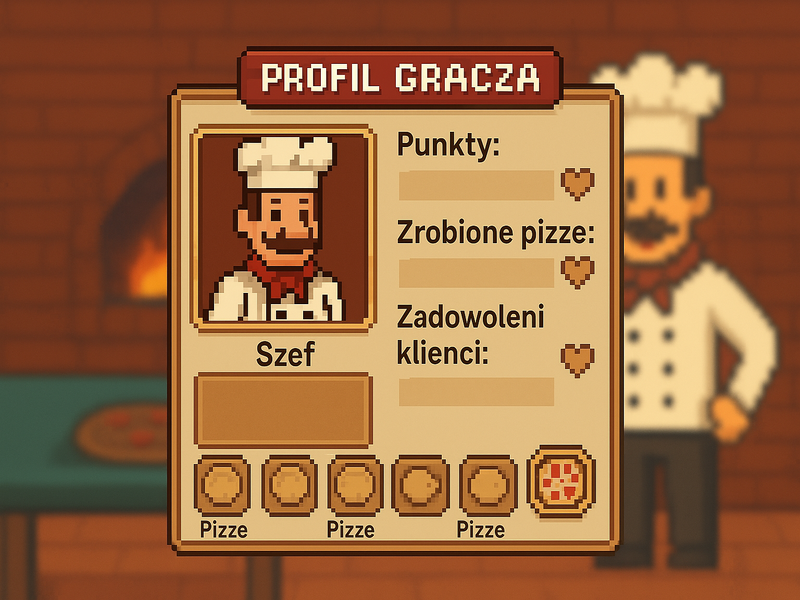 PROFIL GRACZA
Punkty:
Zrobione pizze:
Zadowoleni
klienci:
Szef
Pizze Pizze Pizze